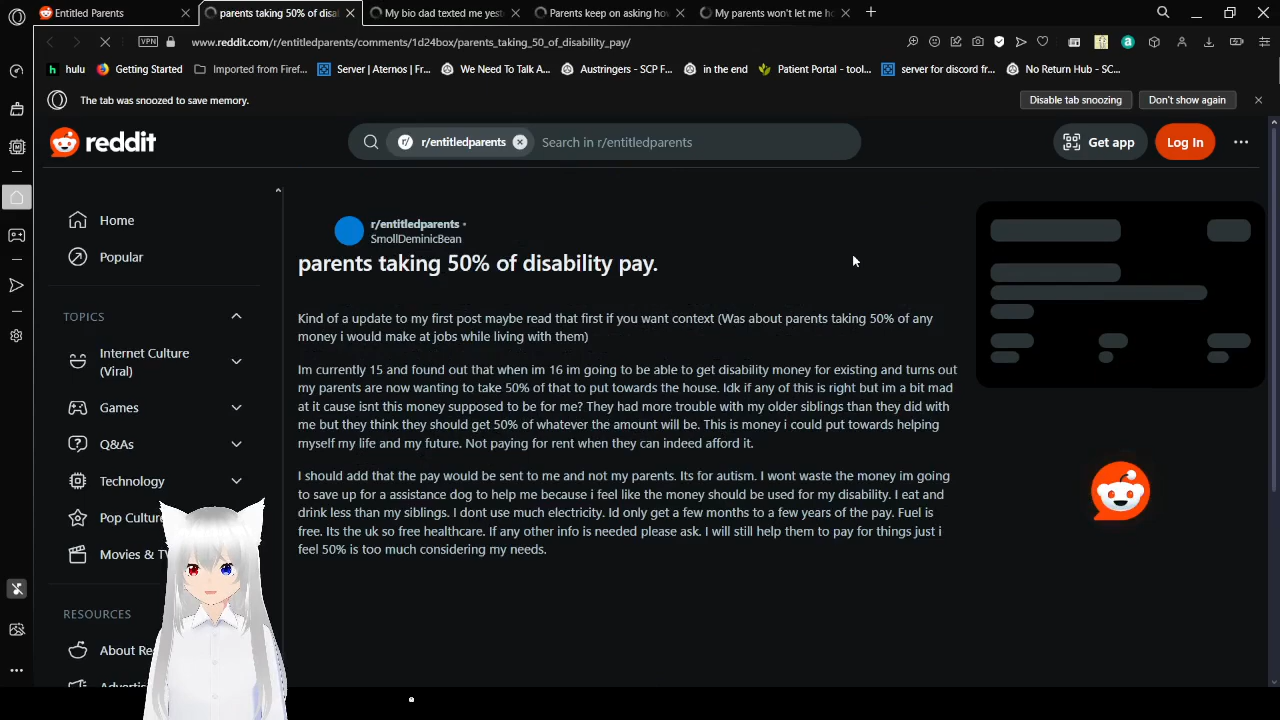 Entitled Parents
parents taking 50% of disa
My bio dad texted me yest
Parents keep on asking how
My parents won't let me h
VPN
www.reddit.com/r/entitledparents/comments/1d24box/parents_taking_50_of_disability_pay/
hulu
Getting Started
Imported from Firef...
Server | Aternos | Fr...
We Need To Talk A...
Austringers - SCP F...
in the end
Patient Portal - tool...
server for discord fr...
No Return Hub - SC...
The tab was snoozed to save memory.
Disable tab snoozing
Don't show again
reddit
r/entitledparents
Search in r/entitledparents
Get app
Log In
Home
Popular
TOPICS
Internet Culture
(Viral)
Games
Q&As
Technology
Pop Cultu
Movies & T
RESOURCES
About Re
Adverti
r/entitledparents •
SmollDeminicBean
parents taking 50% of disability pay.
Kind of a update to my first post maybe read that first if you want context (Was about parents taking 50% of any
money i would make at jobs while living with them)
Im currently 15 and found out that when im 16 im going to be able to get disability money for existing and turns out
my parents are now wanting to take 50% of that to put towards the house. Idk if any of this is right but im a bit mad
at it cause isnt this money supposed to be for me? They had more trouble with my older siblings than they did with
me but they think they should get 50% of whatever the amount will be. This is money i could put towards helping
myself my life and my future. Not paying for rent when they can indeed afford it.
I should add that the pay would be sent to me and not my parents. Its for autism. I wont waste the money im going
to save up for a assistance dog to help me because i feel like the money should be used for my disability. I eat and
drink less than my siblings. I dont use much electricity. Id only get a few months to a few years of the pay. Fuel is
free. Its the uk so free healthcare. If any other info is needed please ask. I will still help them to pay for things just i
feel 50% is too much considering my needs.